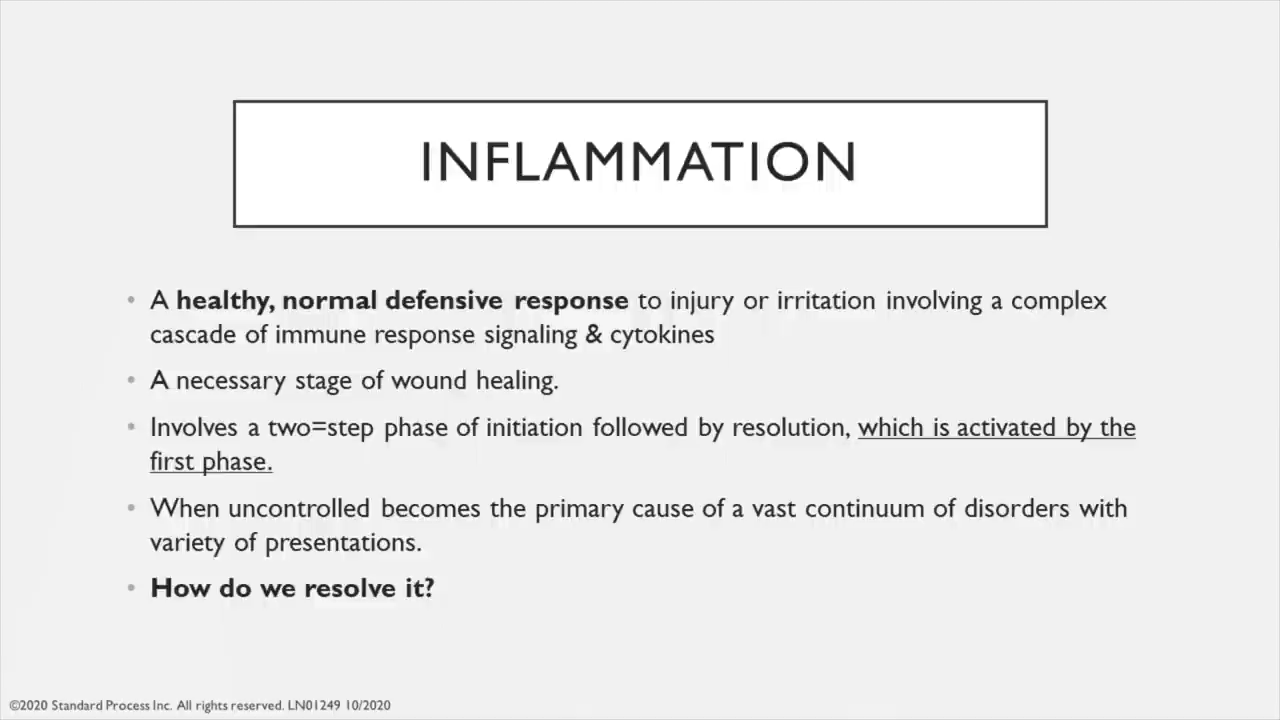 INFLAMMATION
• A healthy, normal defensive response to injury or irritation involving a complex
cascade of immune response signaling & cytokines
• A necessary stage of wound healing.
• Involves a two=step phase of initiation followed by resolution, which is activated by the
first phase.
• When uncontrolled becomes the primary cause of a vast continuum of disorders with
variety of presentations.
• How do we resolve it?
©2020 Standard Process Inc. All rights reserved. LN01249 10/2020